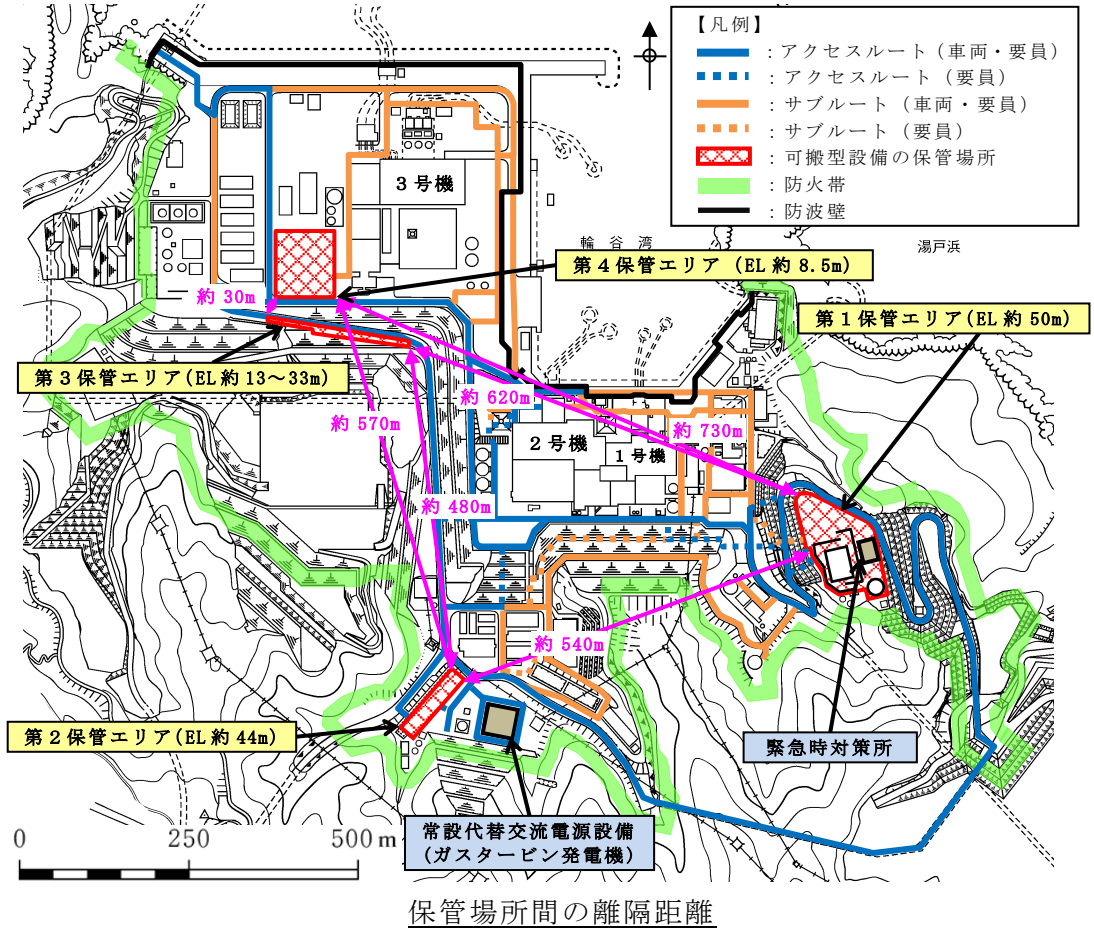 【凡例】
：アクセスルート（車両・要員）
：アクセスルート（要員）
：サブルート（車両・要員）
：サブルート（要員）
：可搬型設備の保管場所
：防火帯
：防波壁
3号機
輪谷湾
湯戸浜
第４保管エリア (EL約8.5m)
約30m
第１保管エリア(EL約50m)
第３保管エリア(EL約13～33m)
約620m
約570m
約730m
2号機
1号機
約480m
約540m
第２保管エリア(EL約44m)
緊急時対策所
常設代替交流電源設備
(ガスタービン発電機)
0 250 500 m
保管場所間の離隔距離